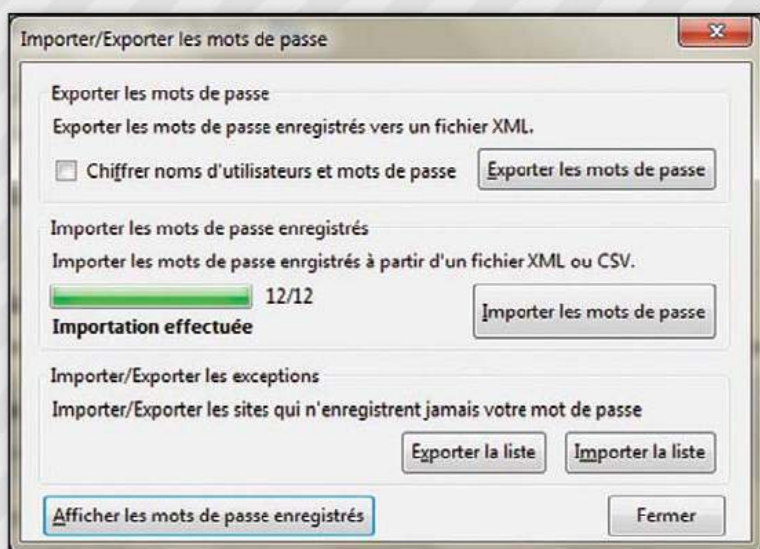 Importer/Exporter les mots de passe
Exporter les mots de passe
Exporter les mots de passe enregistrés vers un fichier XML.
Chiffrer noms d'utilisateurs et mots de passe
Exporter les mots de passe
Importer les mots de passe enregistrés
Importer les mots de passe enrgistrés à partir d'un fichier XML ou CSV.
12/12
Importation effectuée
Importer les mots de passe
Importer/Exporter les exceptions
Importer/Exporter les sites qui n'enregistrent jamais votre mot de passe
Exporter la liste
Importer la liste
Afficher les mots de passe enregistrés
Fermer